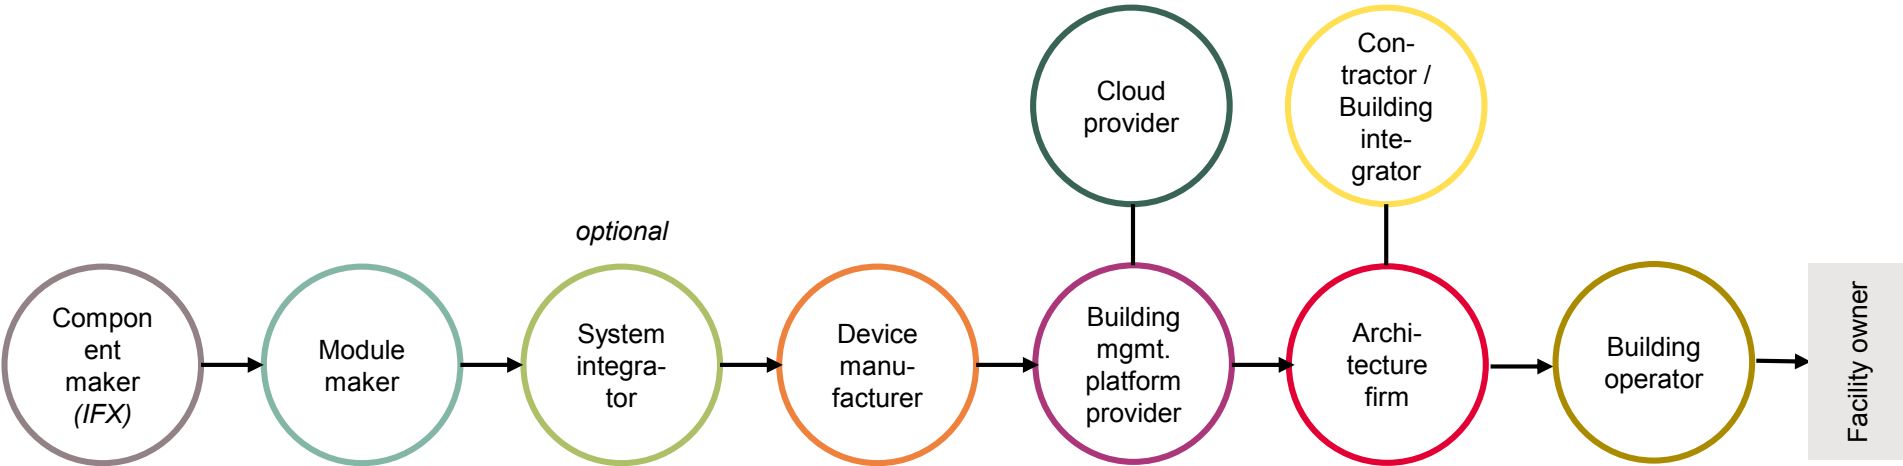 Cloud
provider
Con-
tractor /
Building
inte-
grator
optional
Compon
ent
maker
(IFX)
Module
maker
System
integra-
tor
Device
manu-
facturer
Building
mgmt.
platform
provider
Archi-
tecture
firm
Building
operator
Facility owner